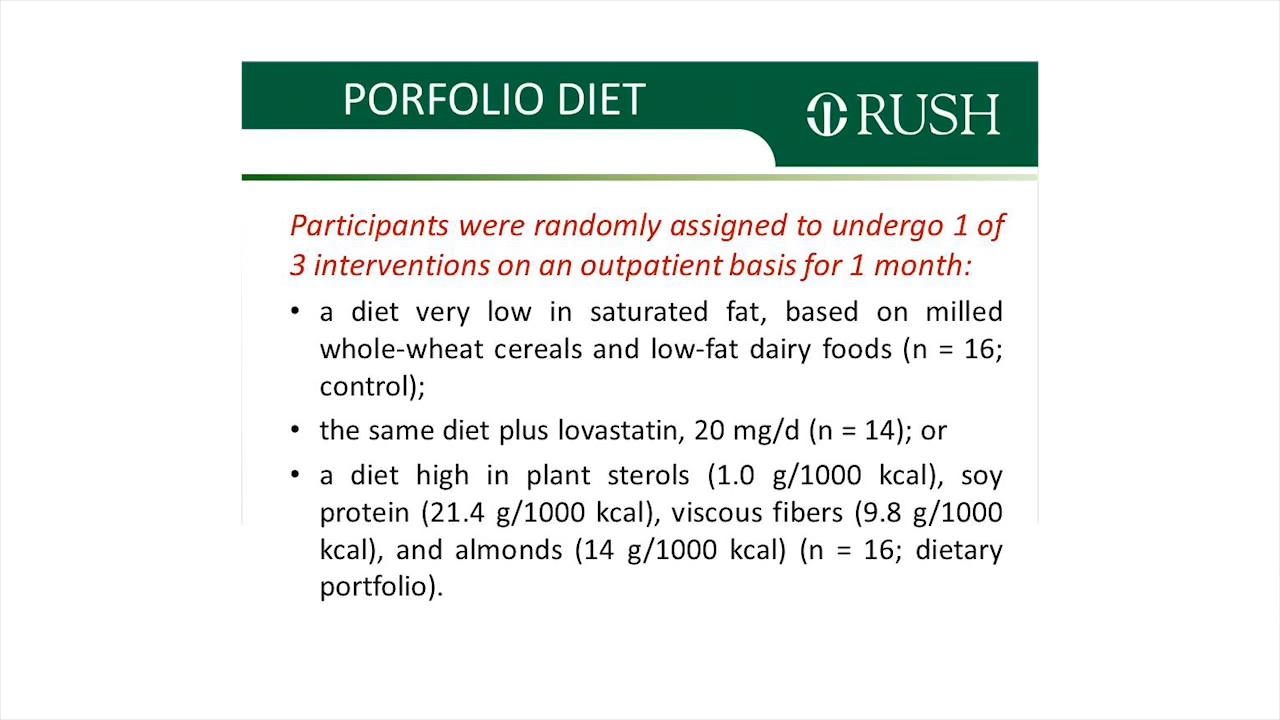 PORFOLIO DIET
RUSH
Participants were randomly assigned to undergo 1 of
3 interventions on an outpatient basis for 1 month:
• a diet very low in saturated fat, based on milled
whole-wheat cereals and low-fat dairy foods (n = 16;
control);
• the same diet plus lovastatin, 20 mg/d (n = 14); or
• a diet high in plant sterols (1.0 g/1000 kcal), soy
protein (21.4 g/1000 kcal), viscous fibers (9.8 g/1000
kcal), and almonds (14 g/1000 kcal) (n = 16; dietary
portfolio).